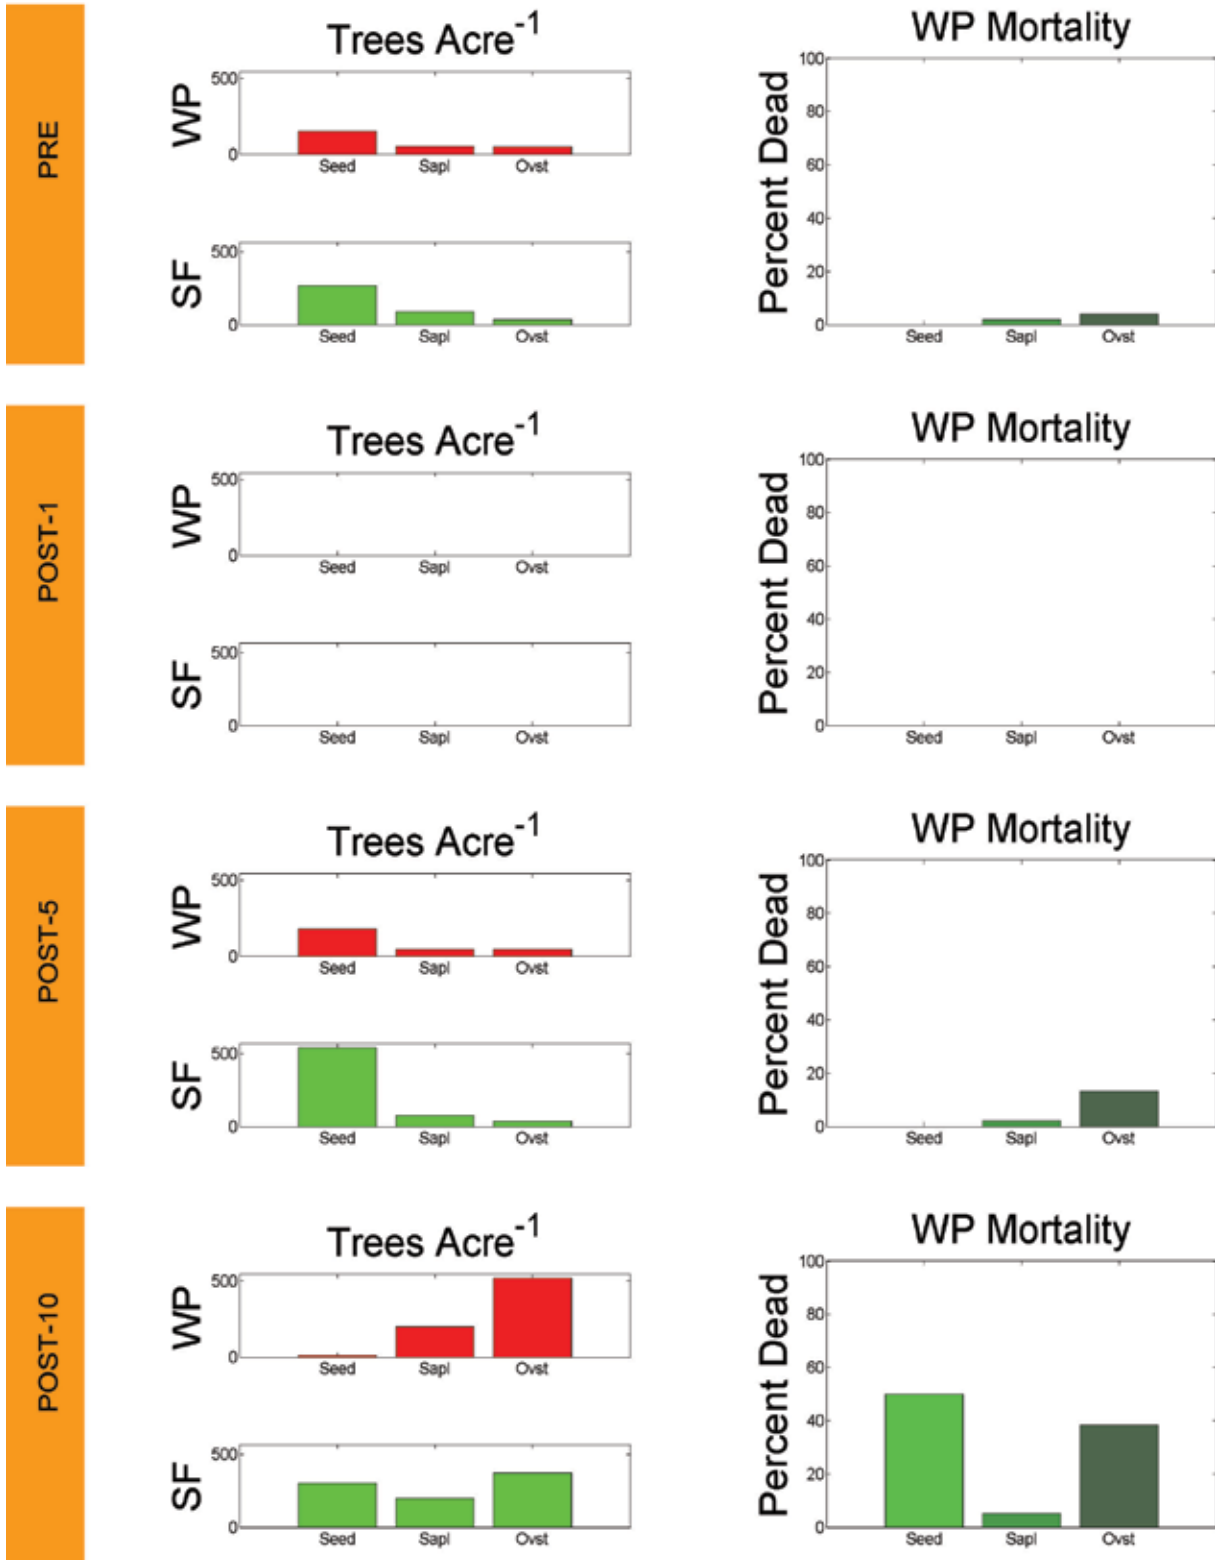 PRE
Trees Acre-1
WP
500
0
Seed Sapl Ovst
SF
500
0
Seed Sapl Ovst
WP Mortality
Percent Dead
100
80
60
40
20
0
Seed Sapl Ovst
POST-1
Trees Acre-1
WP
500
0
Seed Sapl Ovst
SF
500
0
Seed Sapl Ovst
WP Mortality
Percent Dead
100
80
60
40
20
0
Seed Sapl Ovst
POST-5
Trees Acre-1
WP
500
0
Seed Sapl Ovst
SF
500
0
Seed Sapl Ovst
WP Mortality
Percent Dead
100
80
60
40
20
0
Seed Sapl Ovst
POST-10
Trees Acre-1
WP
500
0
Seed Sapl Ovst
SF
500
0
Seed Sapl Ovst
WP Mortality
Percent Dead
100
80
60
40
20
0
Seed Sapl Ovst